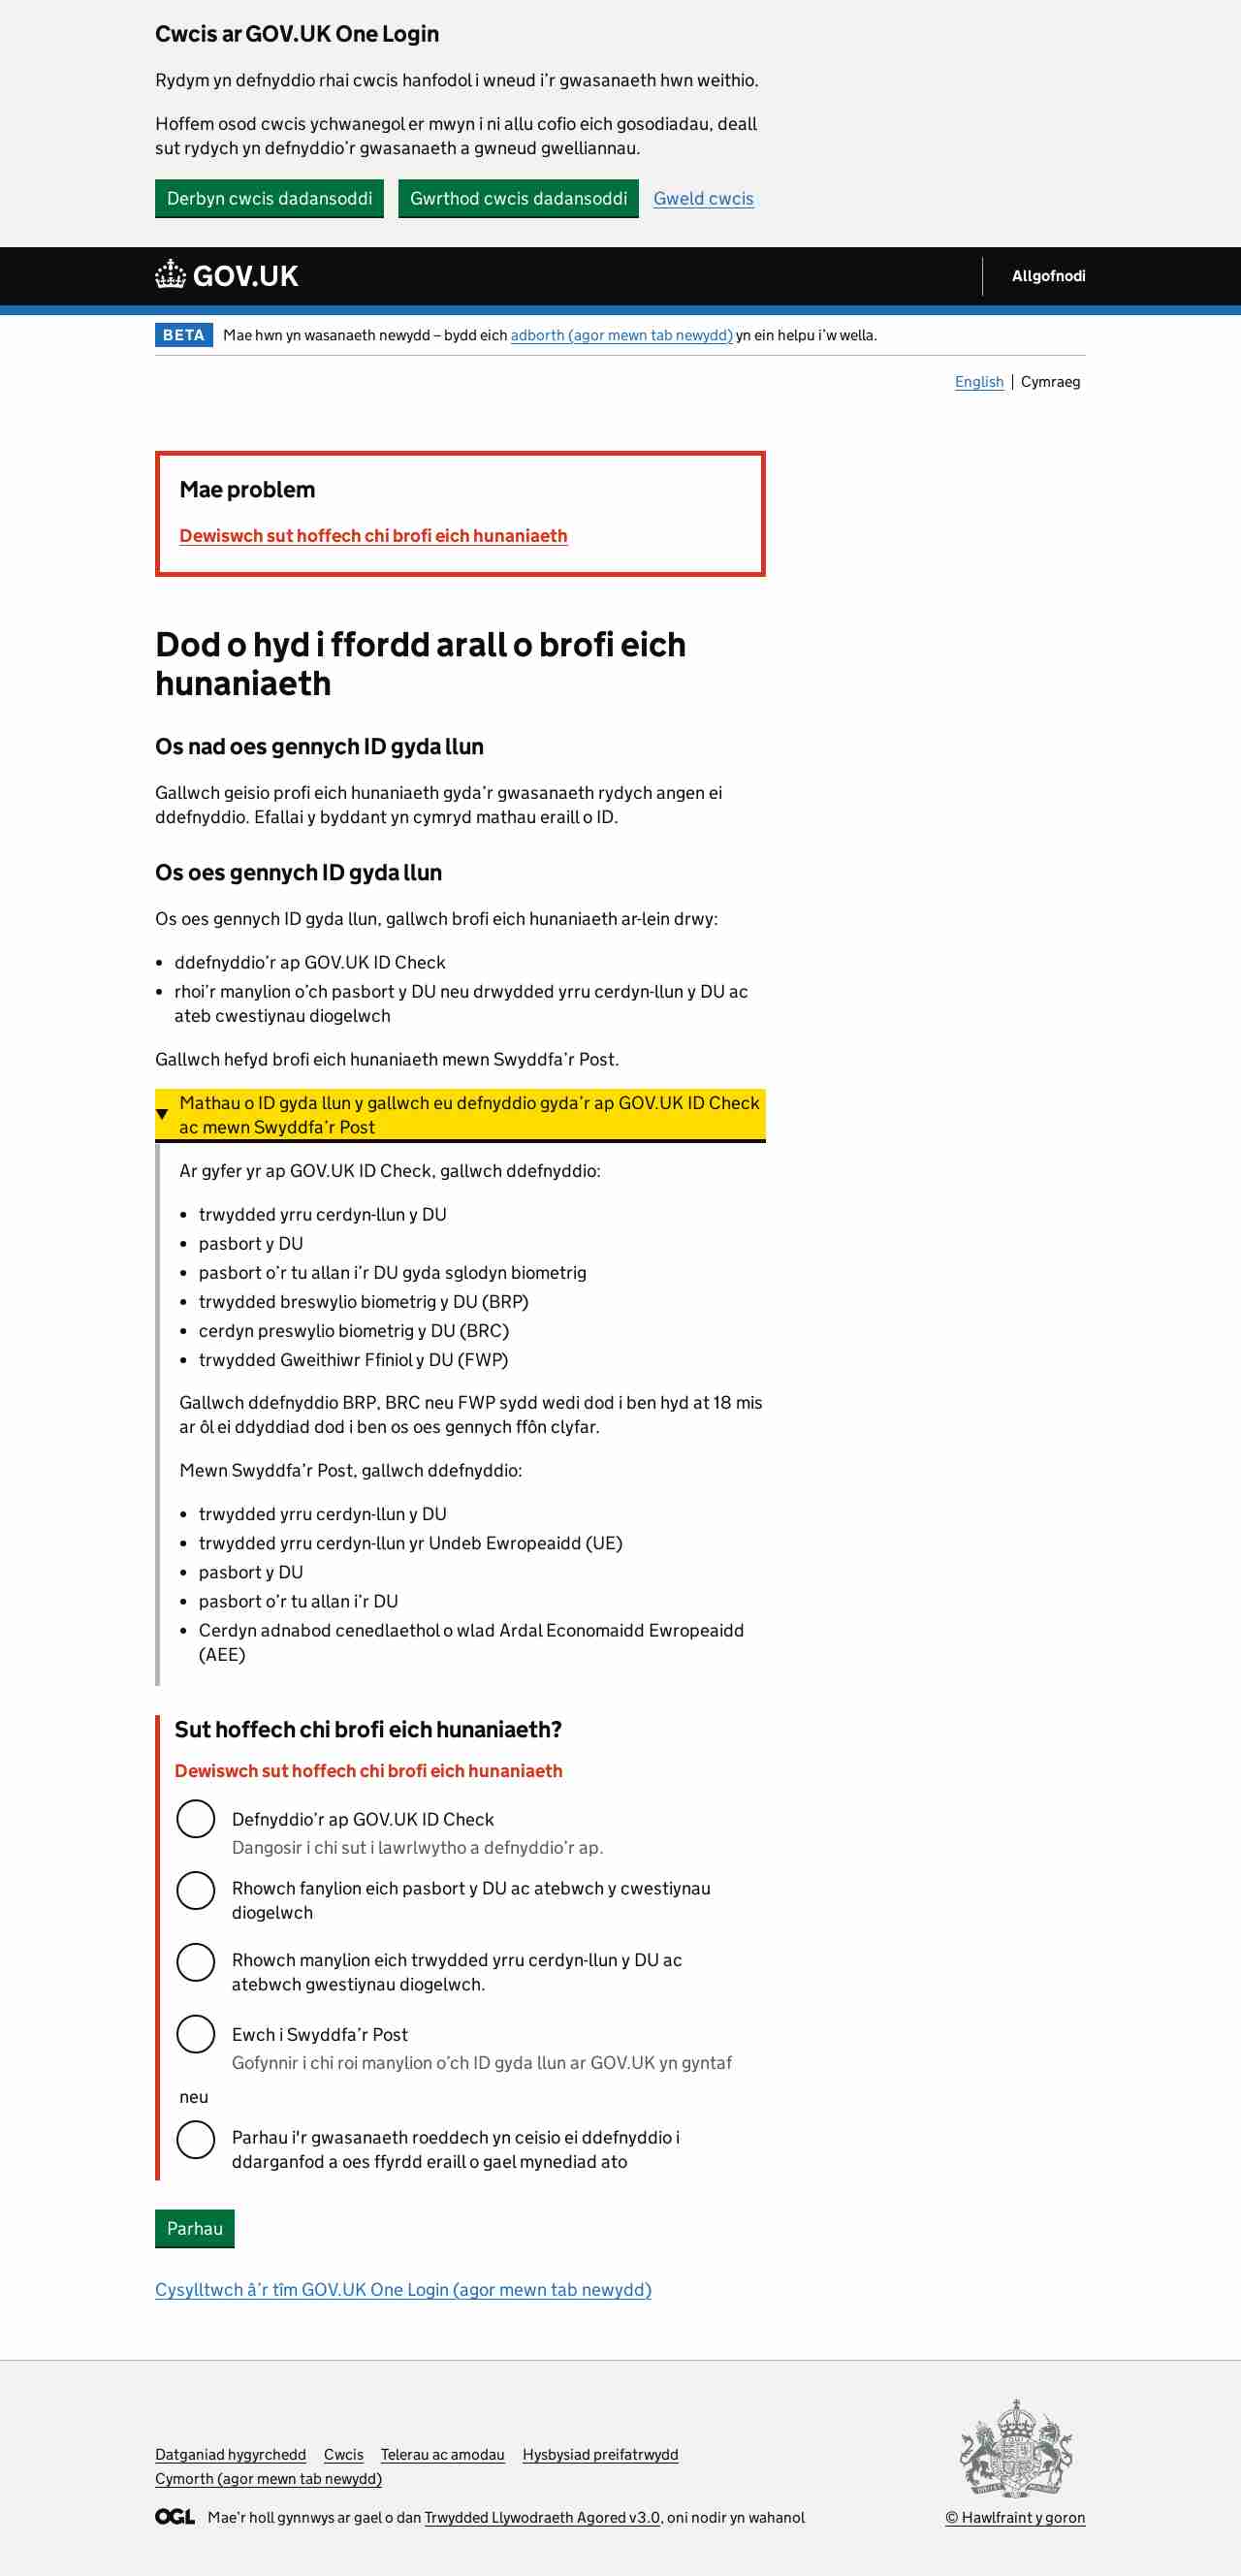 Cwcis ar GOV.UK One Login
Rydym yn defnyddio rhai cwcis hanfodol i wneud i’r gwasanaeth hwn weithio.
Hoffem osod cwcis ychwanegol er mwyn i ni allu cofio eich gosodiadau, deall
sut rydych yn defnyddio’r gwasanaeth a gwneud gwelliannau.
Derbyn cwcis dadansoddi
Gwrthod cwcis dadansoddi
Gweld cwcis
GOV.UK
Allgofnodi
BETA
Mae hwn yn wasanaeth newydd – bydd eich adborth (agor mewn tab newydd) yn ein helpu i’w wella.
English
Cymraeg
Mae problem
Dewiswch sut hoffech chi brofi eich hunaniaeth
Dod o hyd i ffordd arall o brofi eich
hunaniaeth
Os nad oes gennych ID gyda llun
Gallwch geisio profi eich hunaniaeth gyda’r gwasanaeth rydych angen ei
ddefnyddio. Efallai y byddant yn cymryd mathau eraill o ID.
Os oes gennych ID gyda llun
Os oes gennych ID gyda llun, gallwch brofi eich hunaniaeth ar-lein drwy:
ddefnyddio’r ap GOV.UK ID Check
rhoi’r manylion o’ch pasbort y DU neu drwydded yrru cerdyn-llun y DU ac
ateb cwestiynau diogelwch
Gallwch hefyd brofi eich hunaniaeth mewn Swyddfa’r Post.
Mathau o ID gyda llun y gallwch eu defnyddio gyda’r ap GOV.UK ID Check
ac mewn Swyddfa’r Post
Ar gyfer yr ap GOV.UK ID Check, gallwch ddefnyddio:
trwydded yrru cerdyn-llun y DU
pasbort y DU
pasbort o’r tu allan i’r DU gyda sglodyn biometrig
trwydded breswylio biometrig y DU (BRP)
cerdyn preswylio biometrig y DU (BRC)
trwydded Gweithiwr Ffiniol y DU (FWP)
Gallwch ddefnyddio BRP, BRC neu FWP sydd wedi dod i ben hyd at 18 mis
ar ôl ei ddyddiad dod i ben os oes gennych ffôn clyfar.
Mewn Swyddfa’r Post, gallwch ddefnyddio:
trwydded yrru cerdyn-llun y DU
trwydded yrru cerdyn-llun yr Undeb Ewropeaidd (UE)
pasbort y DU
pasbort o’r tu allan i’r DU
Cerdyn adnabod cenedlaethol o wlad Ardal Economaidd Ewropeaidd
(AEE)
Sut hoffech chi brofi eich hunaniaeth?
Dewiswch sut hoffech chi brofi eich hunaniaeth
Defnyddio’r ap GOV.UK ID Check
Dangosir i chi sut i lawrlwytho a defnyddio’r ap.
Rhowch fanylion eich pasbort y DU ac atebwch y cwestiynau
diogelwch
Rhowch manylion eich trwydded yrru cerdyn-llun y DU ac
atebwch gwestiynau diogelwch.
Ewch i Swyddfa’r Post
Gofynnir i chi roi manylion o’ch ID gyda llun ar GOV.UK yn gyntaf
neu
Parhau i'r gwasanaeth roeddech yn ceisio ei ddefnyddio i
ddarganfod a oes ffyrdd eraill o gael mynediad ato
Parhau
Cysylltwch â’r tîm GOV.UK One Login (agor mewn tab newydd)
Datganiad hygyrchedd
Cwcis
Telerau ac amodau
Hysbysiad preifatrwydd
Cymorth (agor mewn tab newydd)
OGL
Mae’r holl gynnwys ar gael o dan Trwydded Llywodraeth Agored v3.0, oni nodir yn wahanol
© Hawlfraint y goron